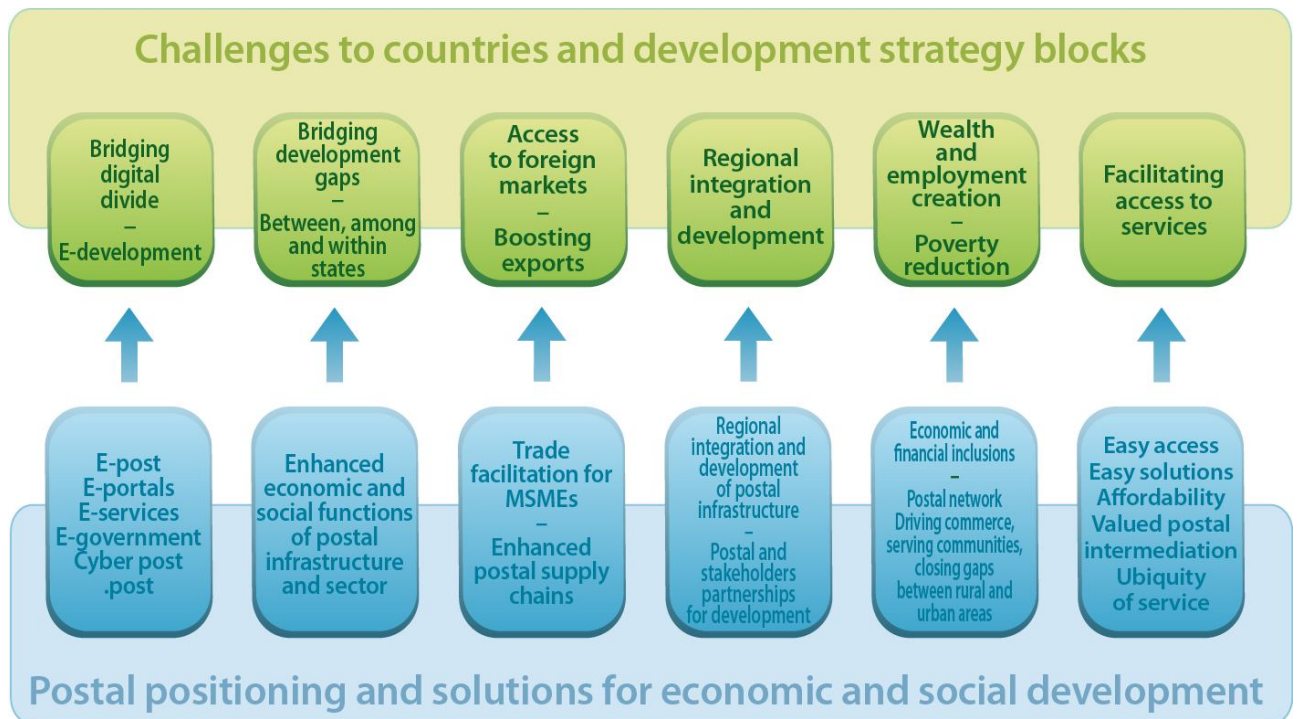 Challenges to countries and development strategy blocks
Bridging
digital
divide
–
E-development
Bridging
development
gaps
–
Between, among
and within
states
Access
to foreign
markets
–
Boosting
exports
Regional
integration
and
development
Wealth
and
employment
creation
–
Poverty
reduction
Facilitating
access to
services
E-post
E-portals
E-services
E-government
Cyber post
.post
Enhanced
economic and
social functions
of postal
infrastructure
and sector
Trade
facilitation for
MSMEs
–
Enhanced
postal supply
chains
Regional
integration and
development
of postal
infrastructure
–
Postal and
stakeholders
partnerships
for development
Economic and
financial inclusions
–
Postal network
Driving commerce,
serving communities,
closing gaps
between rural and
urban areas
Easy access
Easy solutions
Affordability
Valued postal
intermediation
Ubiquity
of service
Postal positioning and solutions for economic and social development